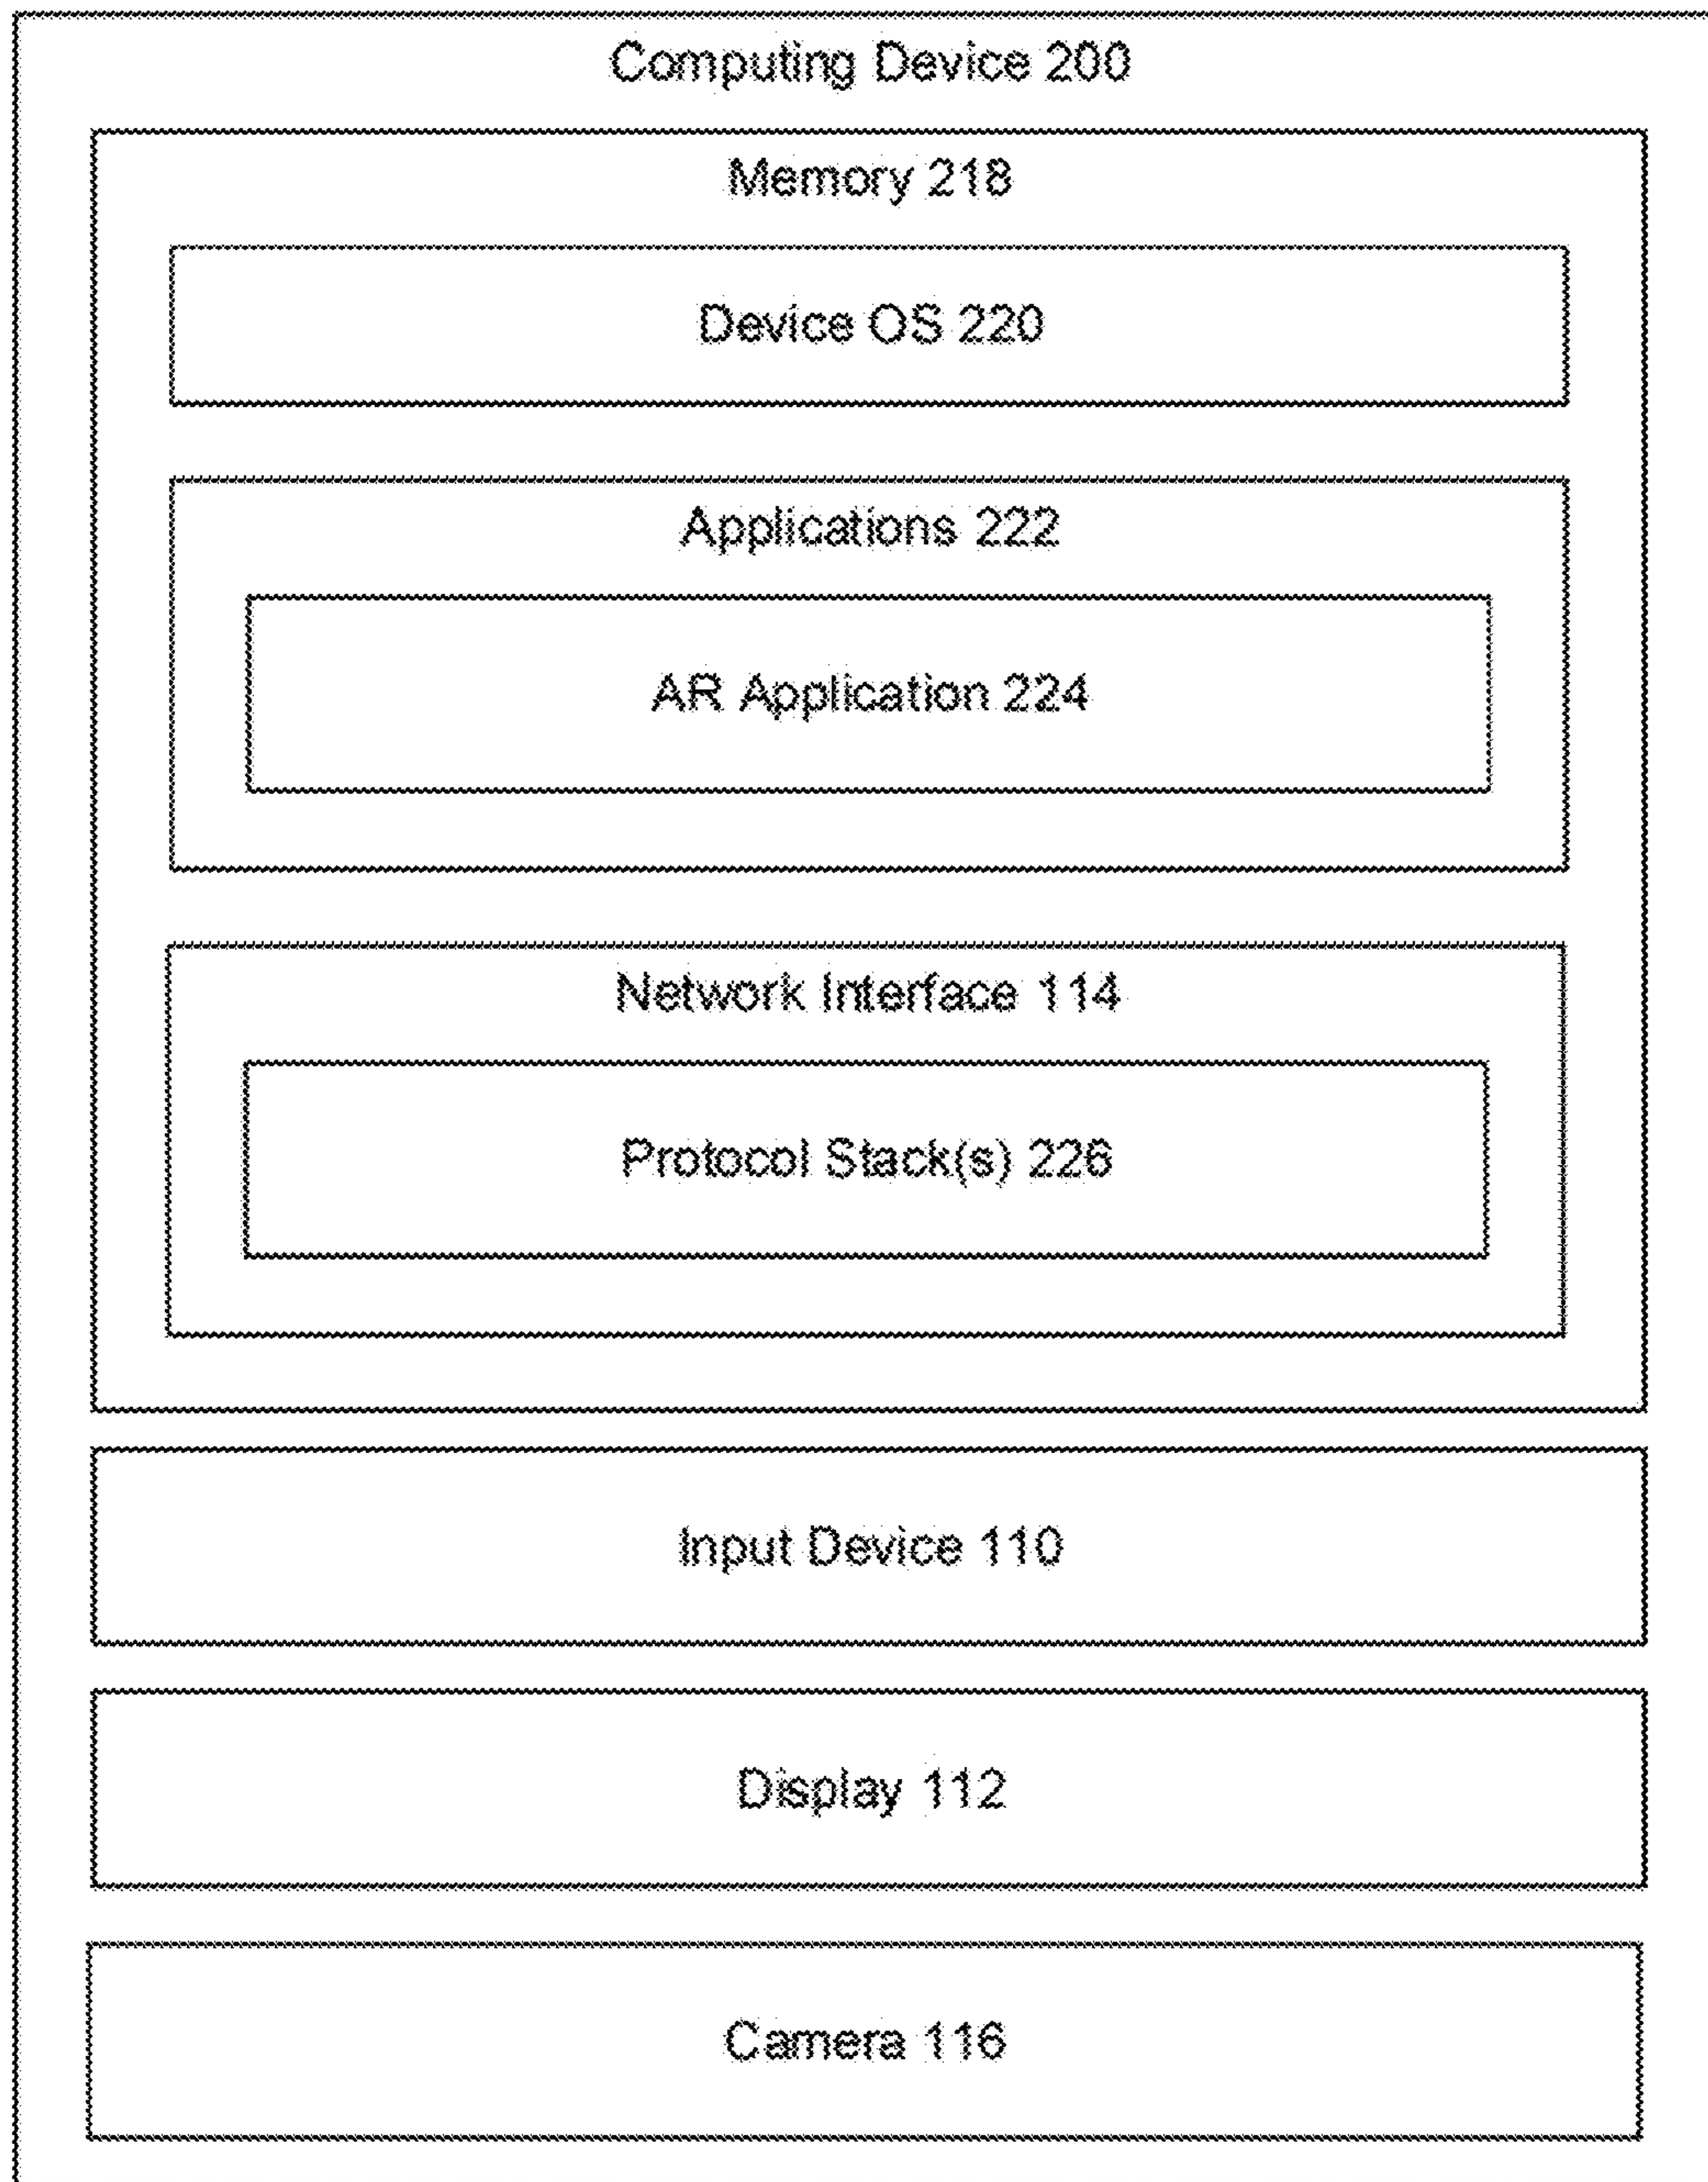 Computing Device 200
Memory 218
Device OS 220
Applications 222
AR Application 224
Network Interface 114
Protocol Stack(s) 226
Input Device 110
Display 112
Camera 116